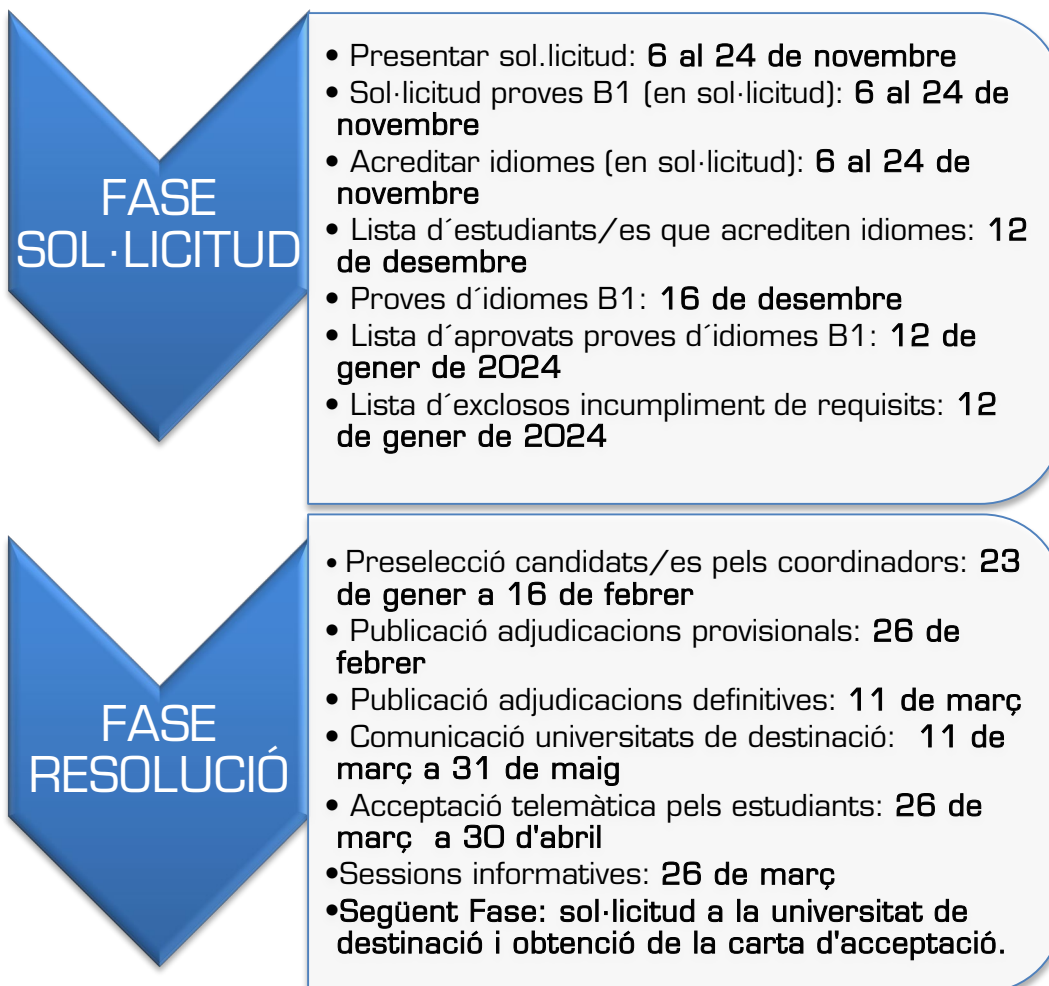 FASE
SOL·LICITUD
• Presentar sol.licitud: 6 al 24 de novembre
• Sol·licitud proves B1 (en sol·licitud): 6 al 24 de
novembre
• Acreditar idiomes (en sol·licitud): 6 al 24 de
novembre
• Lista d´estudiants/es que acrediten idiomes: 12
de desembre
• Proves d´idiomes B1: 16 de desembre
• Lista d´aprovats proves d´idiomes B1: 12 de
gener de 2024
• Lista d´exclosos incumpliment de requisits: 12
de gener de 2024
FASE
RESOLUCIÓ
• Preselecció candidats/es pels coordinadors: 23
de gener a 16 de febrer
• Publicació adjudicacions provisionals: 26 de
febrer
• Publicació adjudicacions definitives: 11 de març
• Comunicació universitats de destinació: 11 de
març a 31 de maig
• Acceptació telemàtica pels estudiants: 26 de
març a 30 d'abril
•Sessions informatives: 26 de març
•Següent Fase: sol·licitud a la universitat de
destinació i obtenció de la carta d'acceptació.